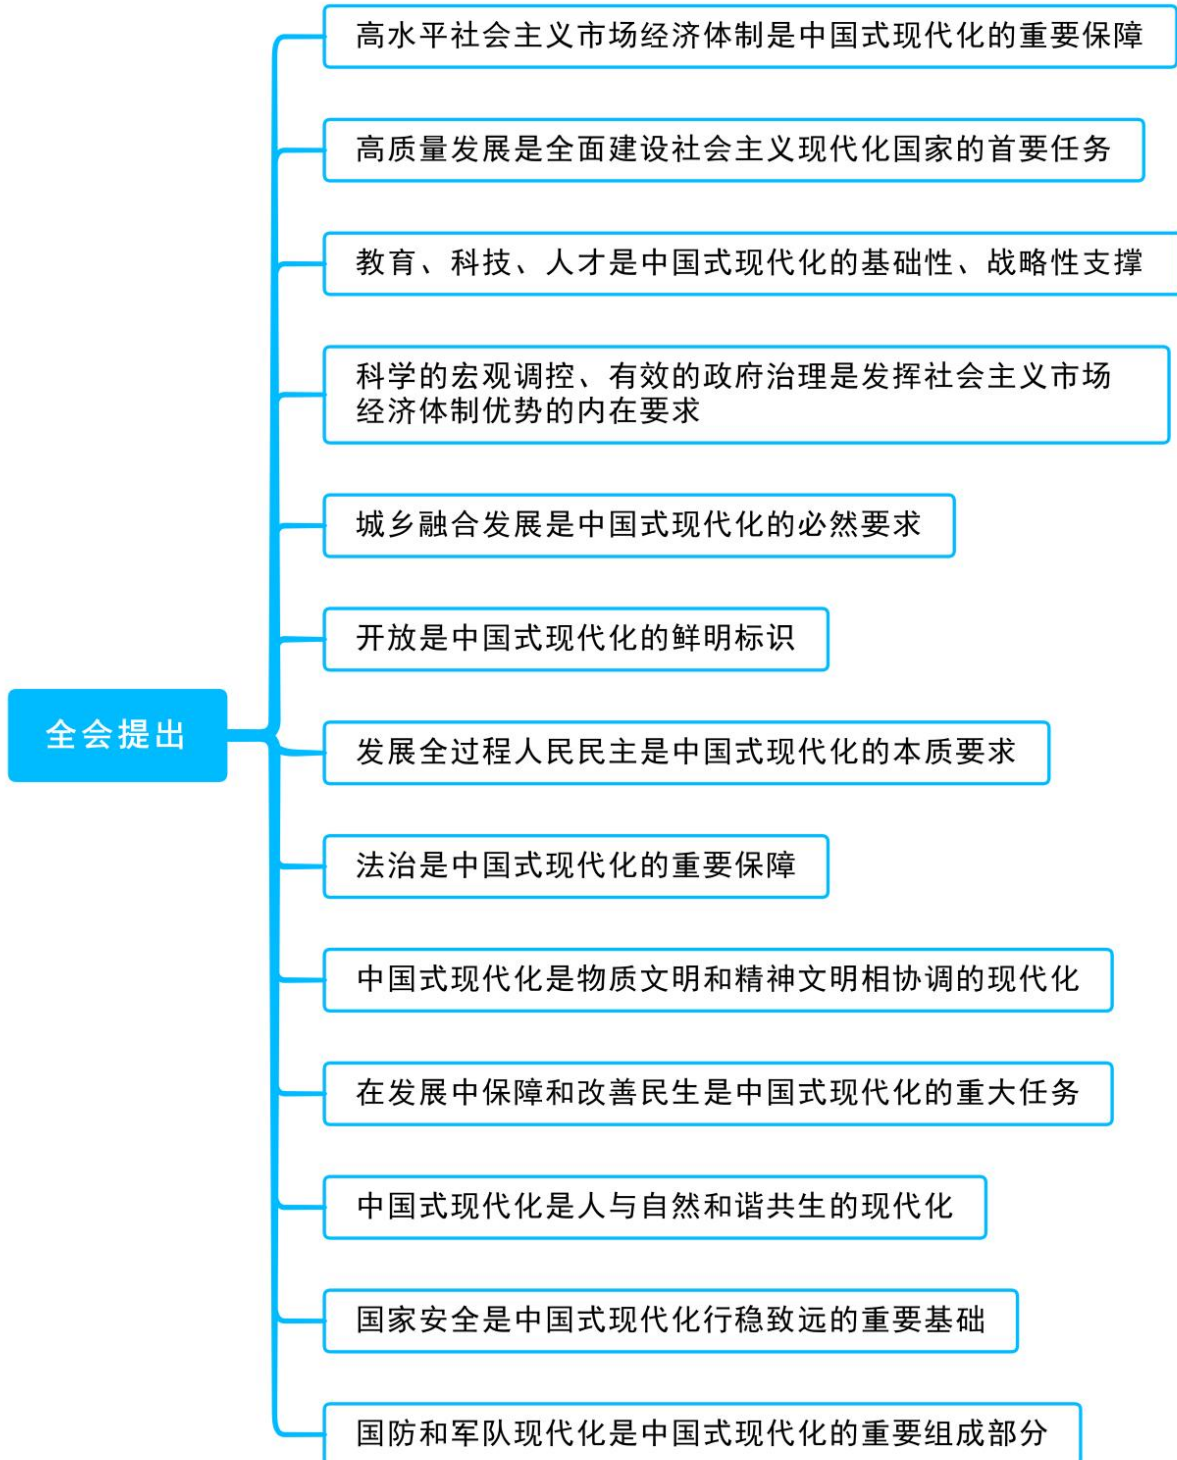 高水平社会主义市场经济体制是中国式现代化的重要保障
高质量发展是全面建设社会主义现代化国家的首要任务
教育、科技、人才是中国式现代化的基础性、战略性支撑
科学的宏观调控、有效的政府治理是发挥社会主义市场
经济体制优势的内在要求
城乡融合发展是中国式现代化的必然要求
开放是中国式现代化的鲜明标识
全会提出
发展全过程人民民主是中国式现代化的本质要求
法治是中国式现代化的重要保障
中国式现代化是物质文明和精神文明相协调的现代化
在发展中保障和改善民生是中国式现代化的重大任务
中国式现代化是人与自然和谐共生的现代化
国家安全是中国式现代化行稳致远的重要基础
国防和军队现代化是中国式现代化的重要组成部分